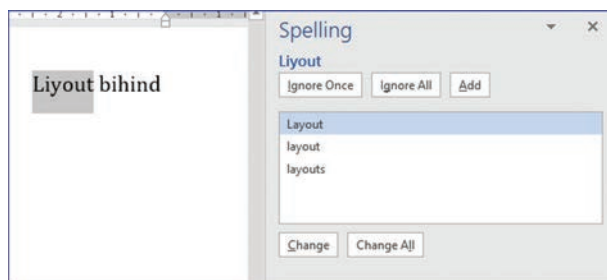 Liyout bihind
Spelling
Liyout
Ignore Once Ignore All Add
Layout
layout
layouts
Change Change All